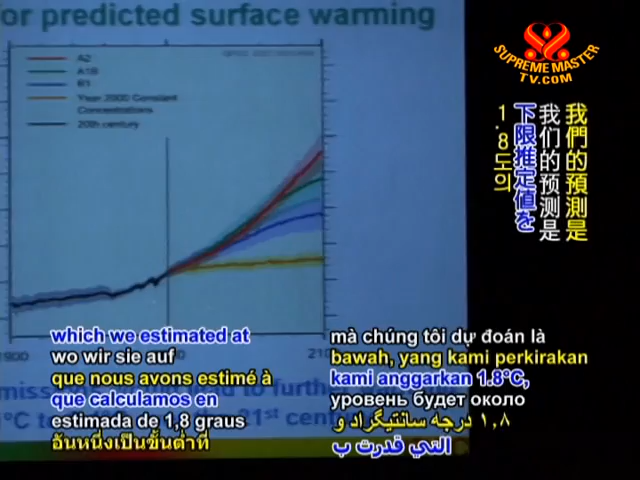 or predicted surface warming
A2
A1B
B1
Year 2000 Constant
Concentrations
20th century
SUPREME MASTER
TV.COM
我們的預測是
我们的预测是
下限推定値を
1.8도의
which we estimated at
wo wir sie auf
que nous avons estimé à
que calculamos en
estimada de 1,8 graus
อันหนึ่งเป็นขั้นต่ำที่
mà chúng tôi dự đoán là
bawah, yang kami perkirakan
kami anggarkan 1.8°C,
уровень будет около
۱,۸ درجه سانتیگراد و
التي قدرت ب
1900
21st cent